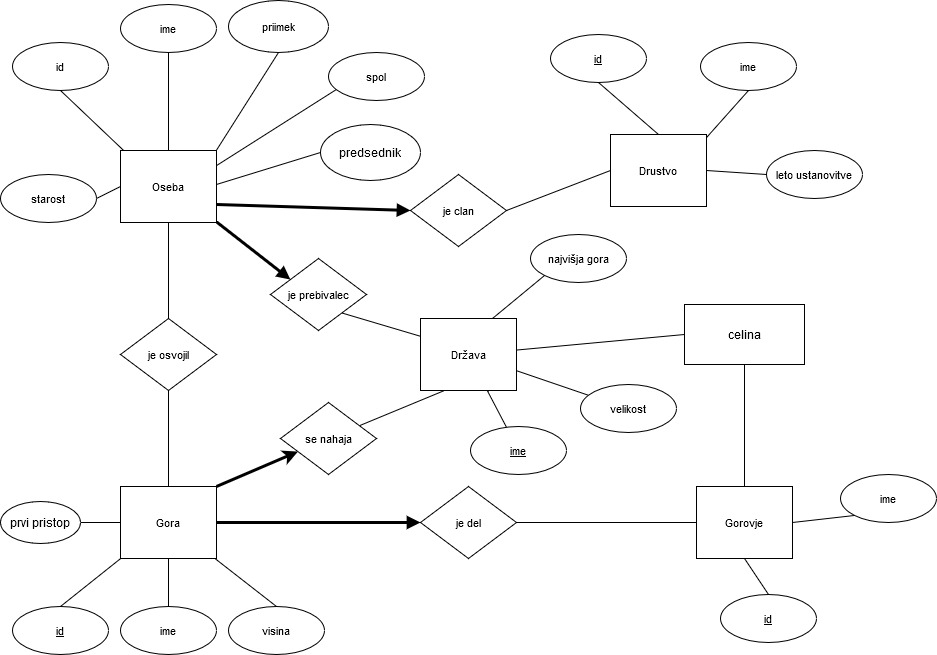 ime
priimek
id
spol
id
ime
predsednik
Oseba
Drustvo
leto ustanovitve
starost
je clan
najvišja gora
je prebivalec
celina
je osvojil
Država
velikost
se nahaja
ime
ime
prvi pristop
Gora
je del
Gorovje
id
ime
visina
id